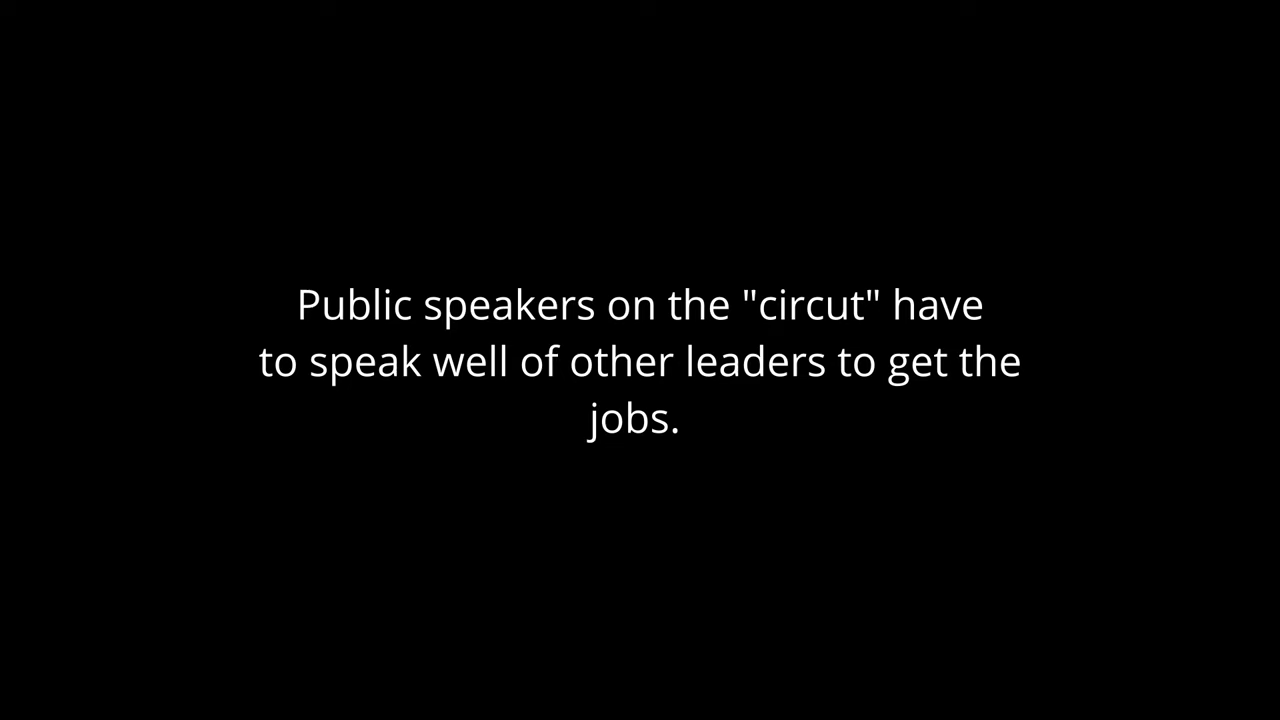 Public speakers on the "circut" have
to speak well of other leaders to get the
jobs.